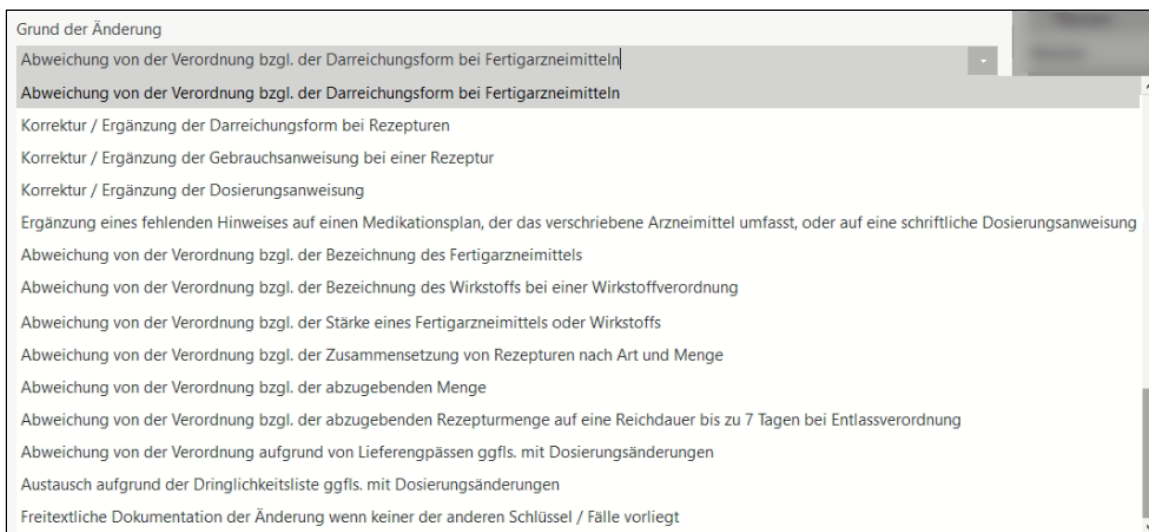 Grund der Änderung
Abweichung von der Verordnung bzgl. der Darreichungsform bei Fertigarzneimitteln
Abweichung von der Verordnung bzgl. der Darreichungsform bei Fertigarzneimitteln
Korrektur / Ergänzung der Darreichungsform bei Rezepturen
Korrektur / Ergänzung der Gebrauchsanweisung bei einer Rezeptur
Korrektur / Ergänzung der Dosierungsanweisung
Ergänzung eines fehlenden Hinweises auf einen Medikationsplan, der das verschriebene Arzneimittel umfasst, oder auf eine schriftliche Dosierungsanweisung
Abweichung von der Verordnung bzgl. der Bezeichnung des Fertigarzneimittels
Abweichung von der Verordnung bzgl. der Bezeichnung des Wirkstoffs bei einer Wirkstoffverordnung
Abweichung von der Verordnung bzgl. der Stärke eines Fertigarzneimittels oder Wirkstoffs
Abweichung von der Verordnung bzgl. der Zusammensetzung von Rezepturen nach Art und Menge
Abweichung von der Verordnung bzgl. der abzugebenden Menge
Abweichung von der Verordnung bzgl. der abzugebenden Rezepturmenge auf eine Reichdauer bis zu 7 Tagen bei Entlassverordnung
Abweichung von der Verordnung aufgrund von Lieferengpässen ggfls. mit Dosierungsänderungen
Austausch aufgrund der Dringlichkeitsliste ggfls. mit Dosierungsänderungen
Freitextliche Dokumentation der Änderung wenn keiner der anderen Schlüssel / Fälle vorliegt